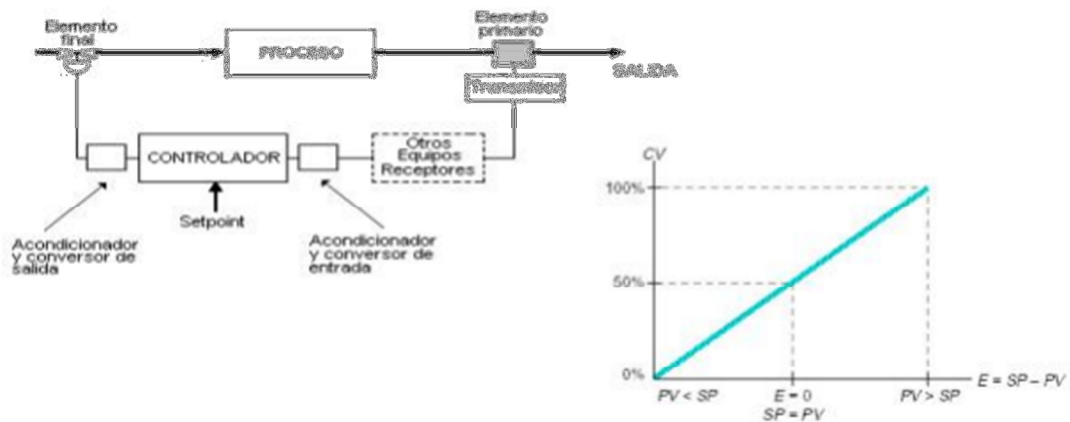 Elemento
final
PROCESO
Elemento
primario
SALIDA
Transmisor
CONTROLADOR
Otros
Equipos
Receptores
Setpoint
Acondicionador
y conversor de
salida
Acondicionador
y conversor de
entrada
CV
100%
50%
0%
PV < SP
E = 0
SP = PV
PV > SP
E = SP – PV